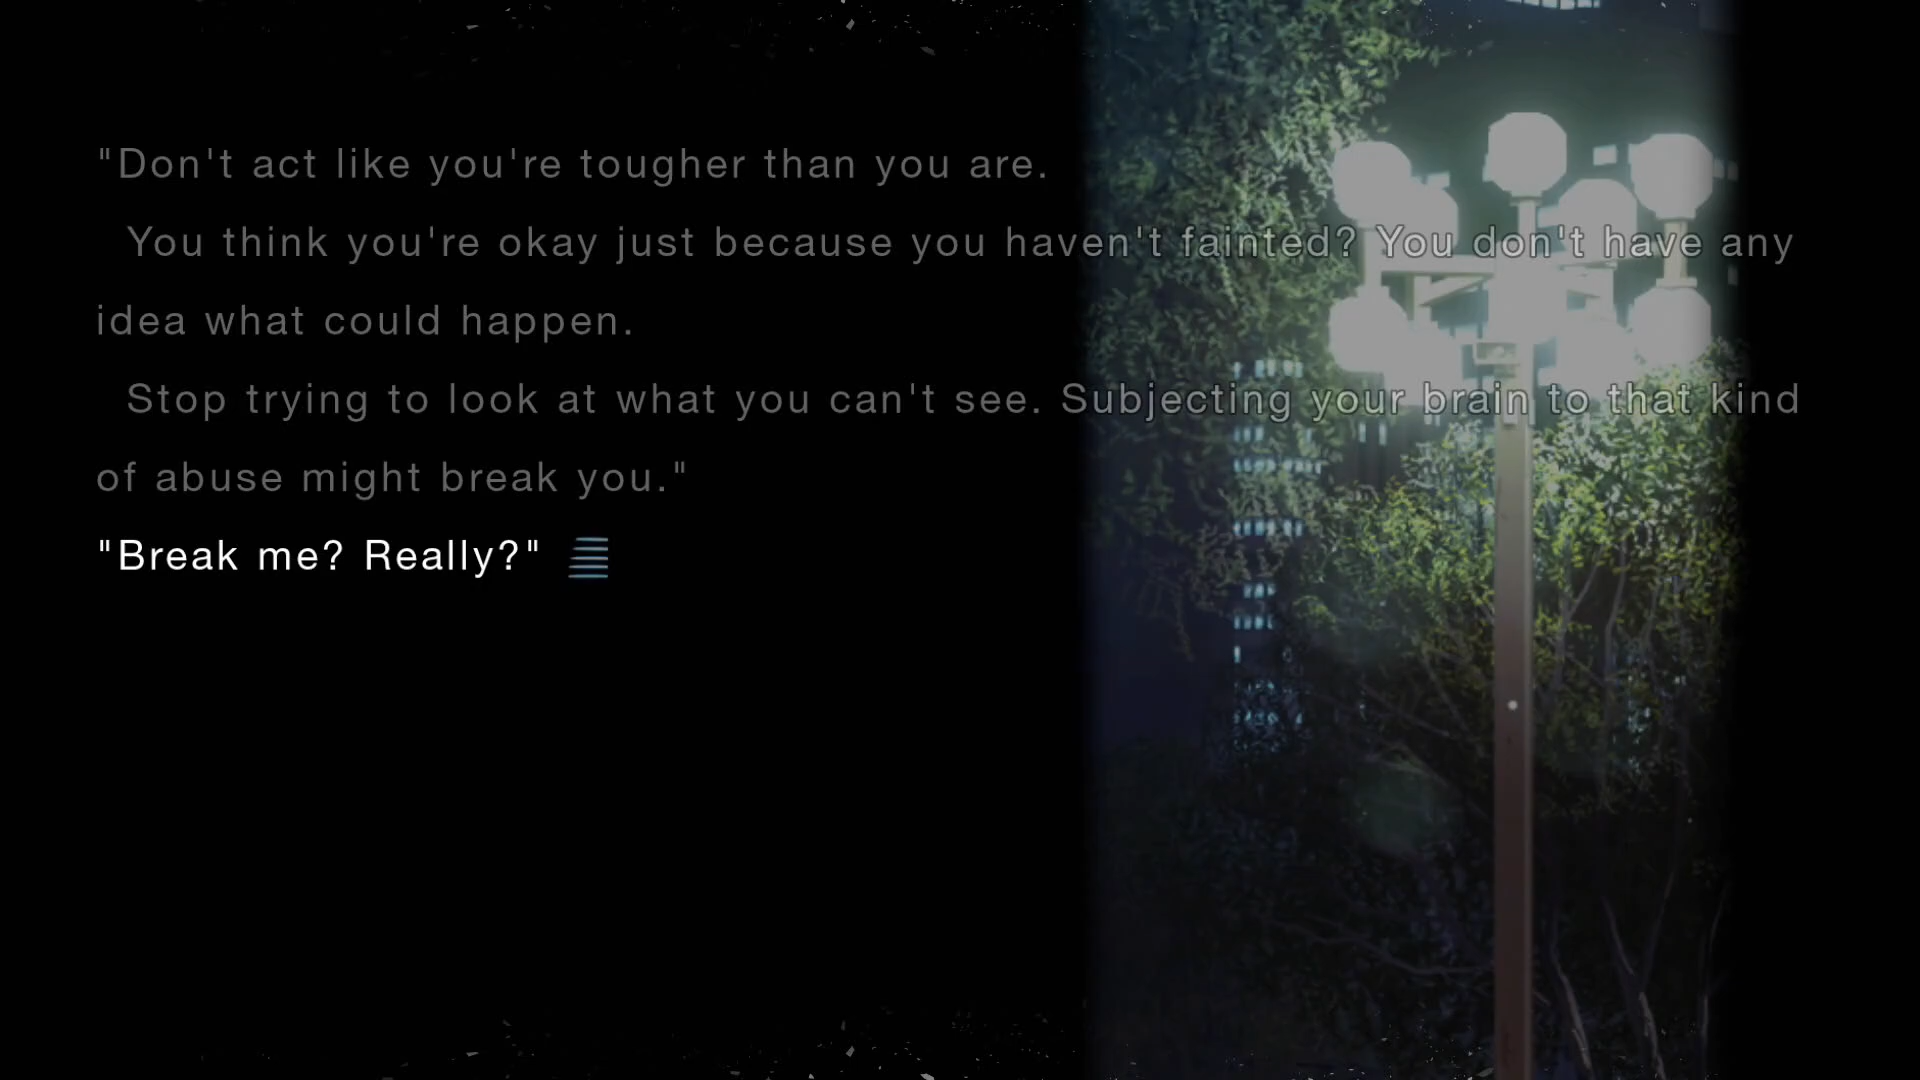 "Don't act like you're tougher than you are.
You think you're okay just because you haven't fainted? You don't have any
idea what could happen.
Stop trying to look at what you can't see. Subjecting your brain to that kind
of abuse might break you."
"Break me? Really?"